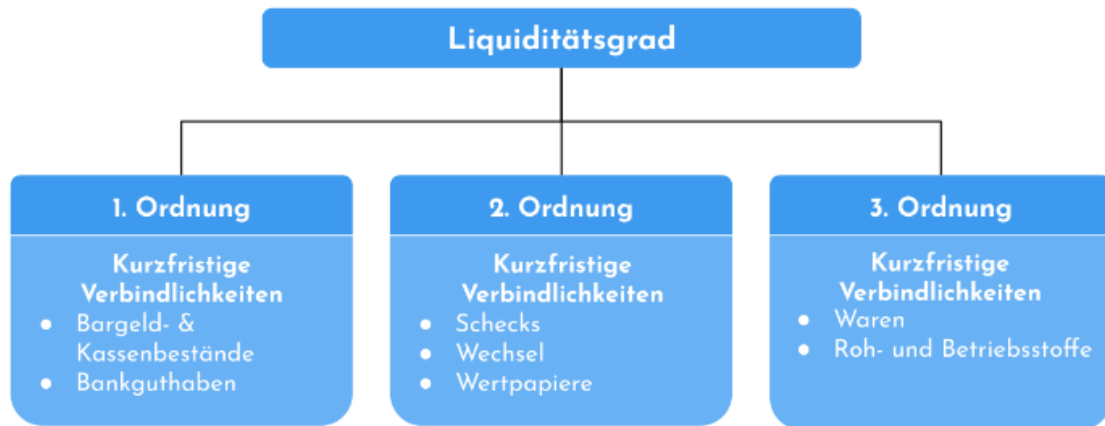 Liquiditätsgrad
1. Ordnung
Kurzfristige
Verbindlichkeiten
● Bargeld- &
Kassenbestände
● Bankguthaben
2. Ordnung
Kurzfristige
Verbindlichkeiten
● Schecks
● Wechsel
● Wertpapiere
3. Ordnung
Kurzfristige
Verbindlichkeiten
● Waren
● Roh- und Betriebsstoffe